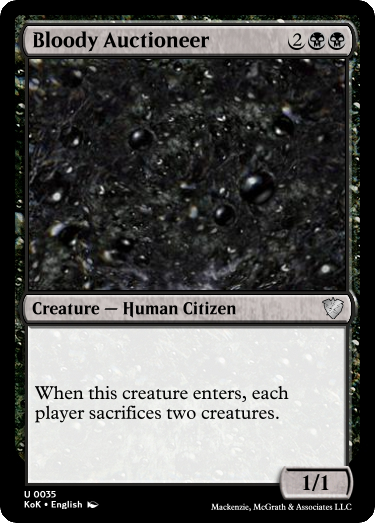 Bloody Auctioneer 2
Creature — Human Citizen
When this creature enters, each
player sacrifices two creatures.
1/1
U 0035
KoK • English
Mackenzie, McGrath & Associates LLC